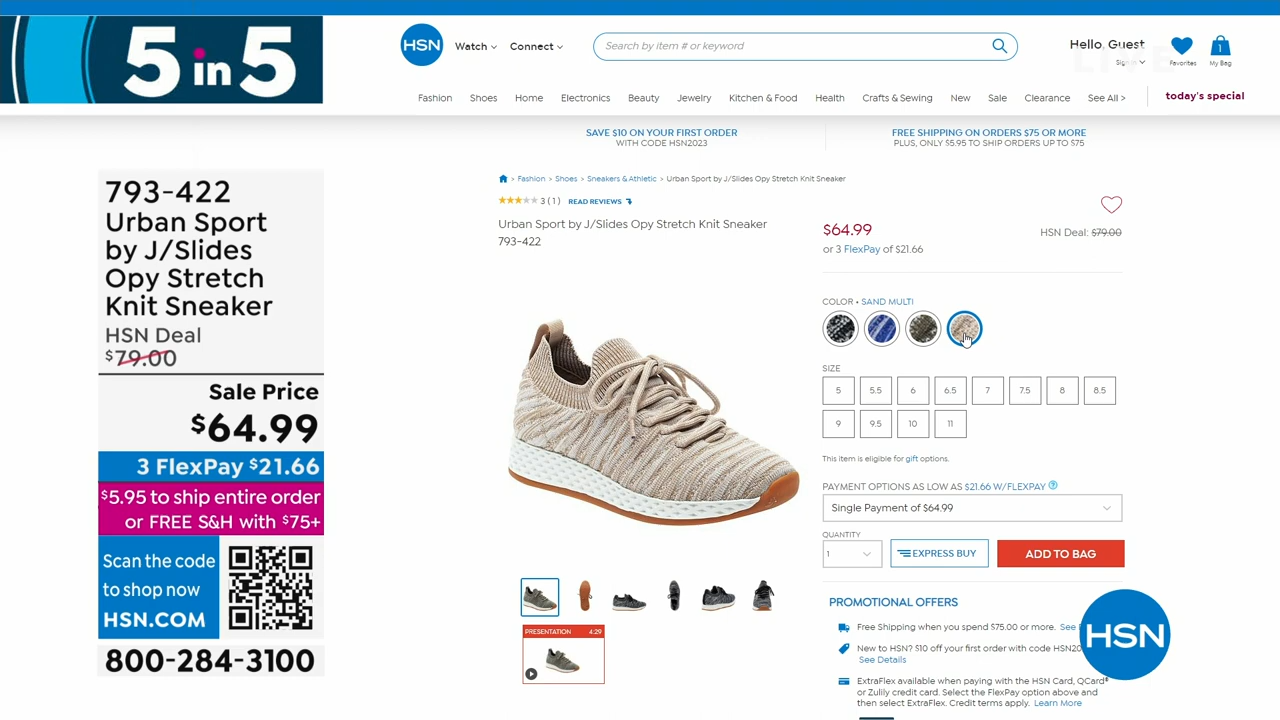 5 in 5
HSN
Watch
Connect
Search by item # or keyword
Hello, Guest
Favorites
1
My Bag
Fashion
Shoes
Home
Electronics
Beauty
Jewelry
Kitchen & Food
Health
Crafts & Sewing
New
Sale
Clearance
See All >
today's special
SAVE $10 ON YOUR FIRST ORDER
WITH CODE HSN2023
FREE SHIPPING ON ORDERS $75 OR MORE
PLUS, ONLY $5.95 TO SHIP ORDERS UP TO $75
793-422
Urban Sport
by J/Slides
Opy Stretch
Knit Sneaker
HSN Deal
$79.00
Sale Price
$64.99
3 FlexPay $21.66
$5.95 to ship entire order
or FREE S&H with $75+
Scan the code
to shop now
HSN.COM
800-284-3100
> Fashion > Shoes > Sneakers & Athletic > Urban Sport by J/Slides Opy Stretch Knit Sneaker
3 (1) READ REVIEWS
Urban Sport by J/Slides Opy Stretch Knit Sneaker
793-422
PRESENTATION 4:29
$64.99
HSN Deal: $79.00
or 3 FlexPay of $21.66
COLOR • SAND MULTI
SIZE
5 5.5 6 6.5 7 7.5 8 8.5
9 9.5 10 11
This item is eligible for gift options.
PAYMENT OPTIONS AS LOW AS $21.66 W/FLEXPAY
Single Payment of $64.99
QUANTITY
1
EXPRESS BUY
ADD TO BAG
PROMOTIONAL OFFERS
Free Shipping when you spend $75.00 or more. See
New to HSN? $10 off your first order with code HSN20
See Details
ExtraFlex available when paying with the HSN Card, QCard®
or Zulily credit card. Select the FlexPay option above and
then select ExtraFlex. Credit terms apply. Learn More
HSN